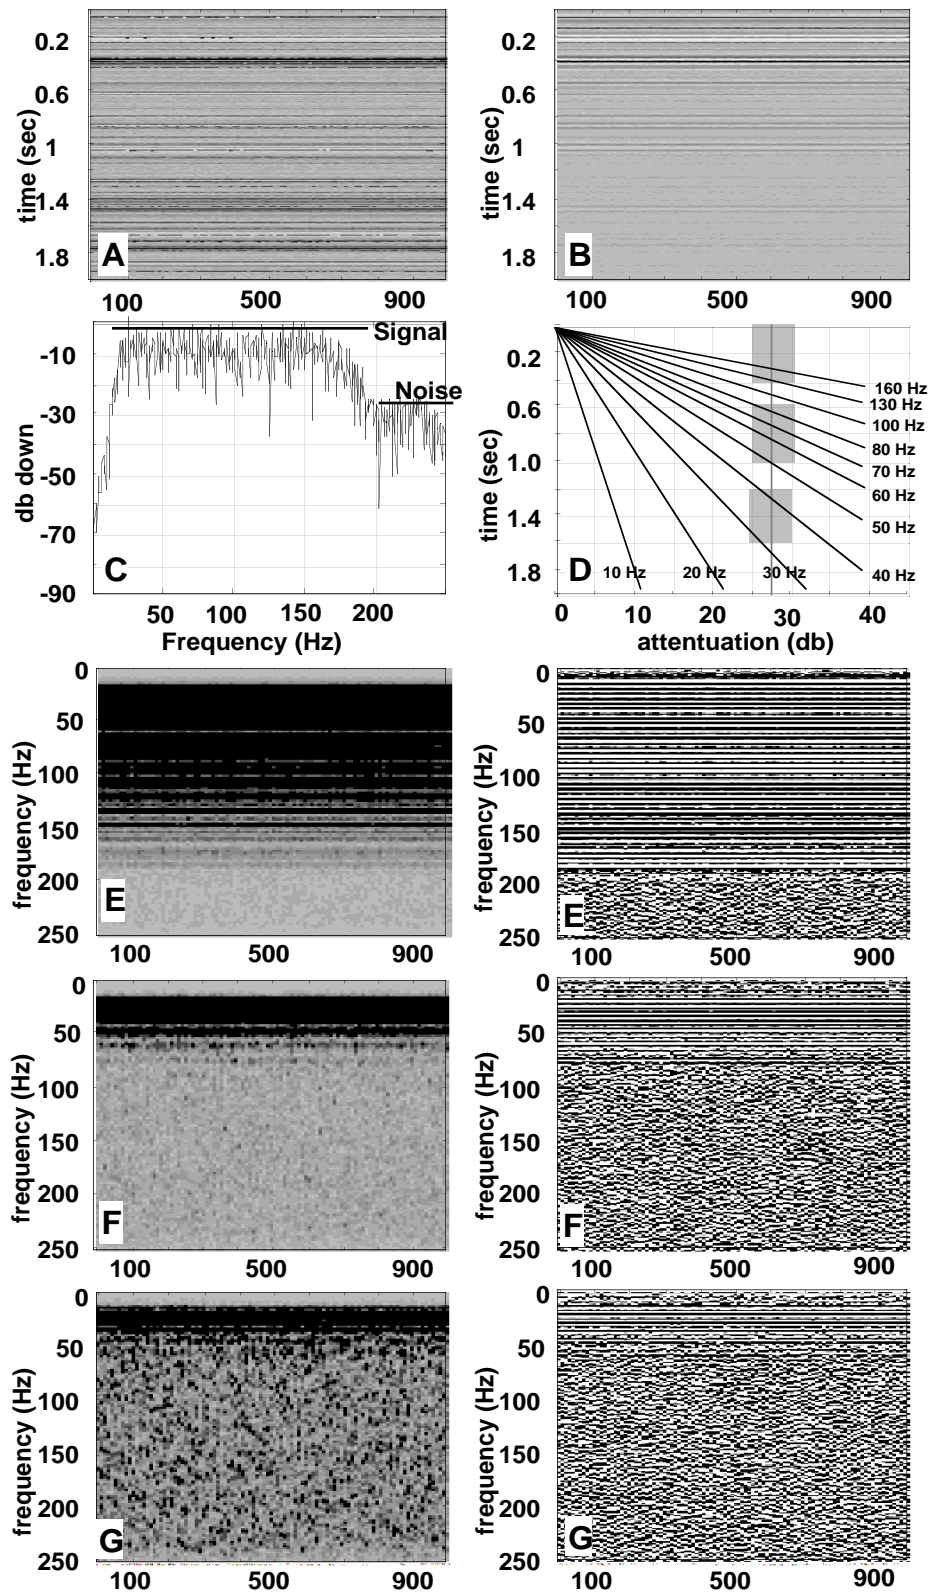 0.2
0.6
1
1.4
1.8
time (sec)
A
100 500 900
0.2
0.6
1
1.4
1.8
time (sec)
B
100 500 900
-10
-30
-50
-70
-90
db down
Signal
Noise
C
50 100 150 200
Frequency (Hz)
0.2
0.6
1.0
1.4
1.8
time (sec)
160 Hz
130 Hz
100 Hz
80 Hz
70 Hz
60 Hz
50 Hz
40 Hz
D
10 Hz 20 Hz 30 Hz
0 10 20 30 40
attentuation (db)
0
50
100
150
200
250
frequency (Hz)
E
100 500 900
0
50
100
150
200
250
frequency (Hz)
E
100 500 900
0
50
100
150
200
250
frequency (Hz)
F
100 500 900
0
50
100
150
200
250
frequency (Hz)
F
100 500 900
0
50
100
150
200
250
frequency (Hz)
G
100 500 900
0
50
100
150
200
250
frequency (Hz)
G
100 500 900